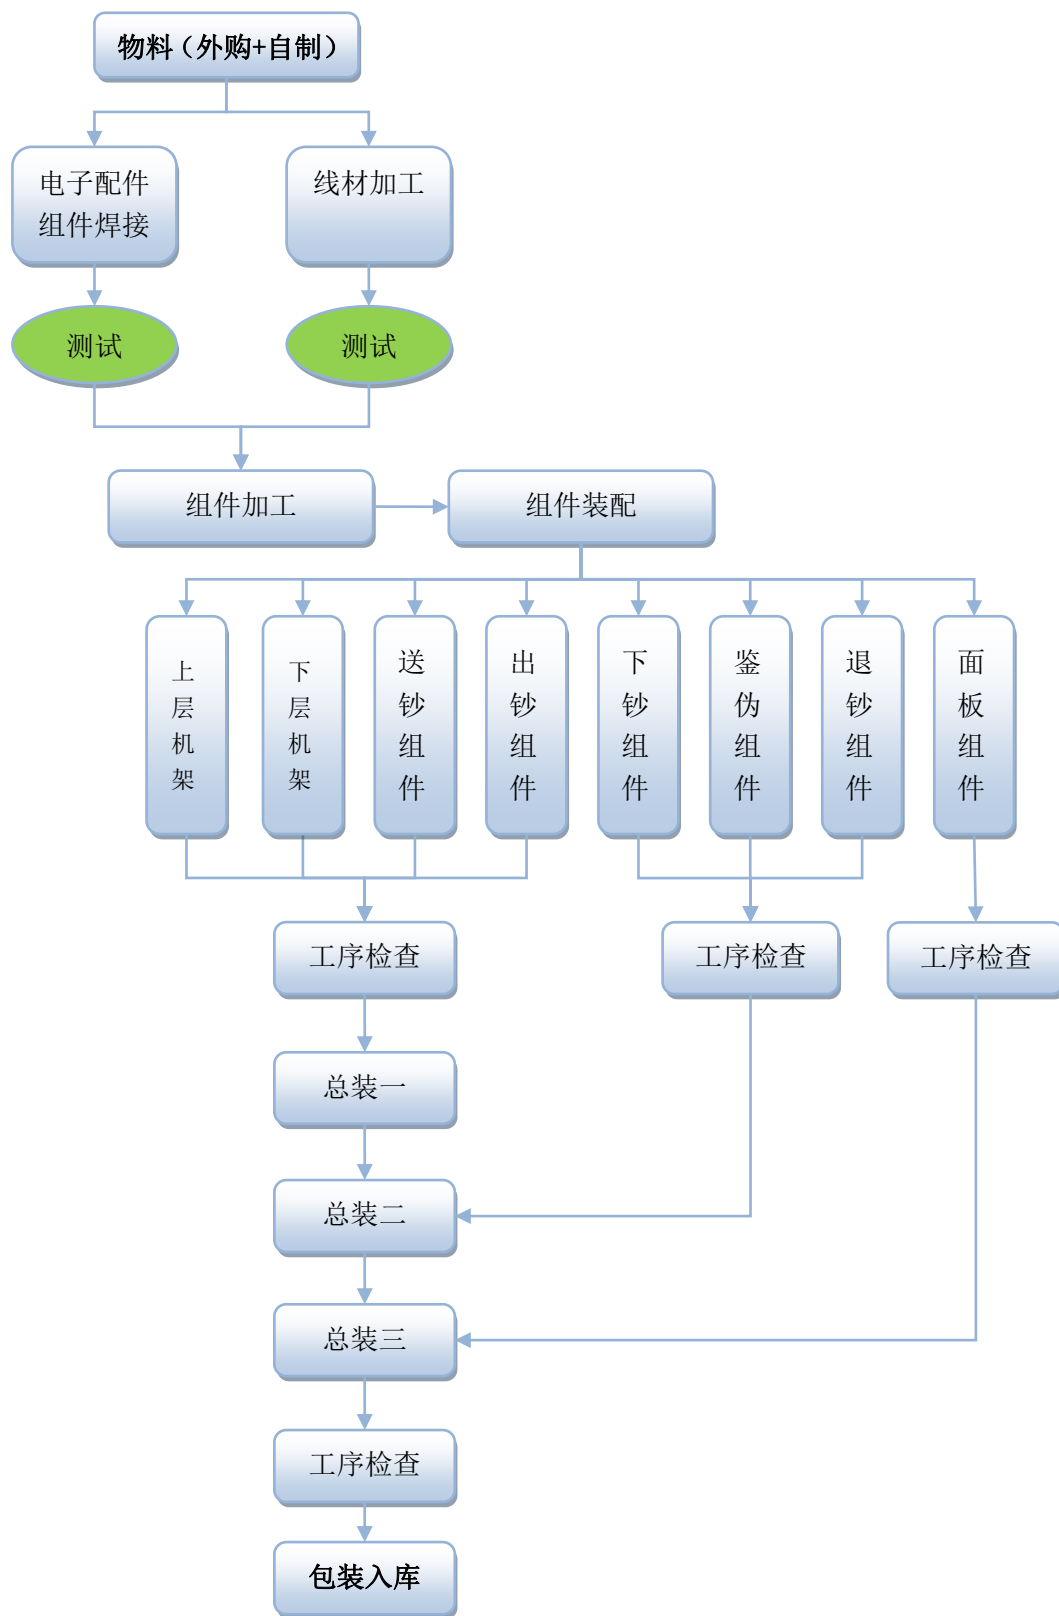 物料（外购+自制）
电子配件
组件焊接
线材加工
测试
测试
组件加工
组件装配
上层机架
下层机架
送钞组件
出钞组件
下钞组件
鉴伪组件
退钞组件
面板组件
工序检查
工序检查
工序检查
总装一
总装二
总装三
工序检查
包装入库